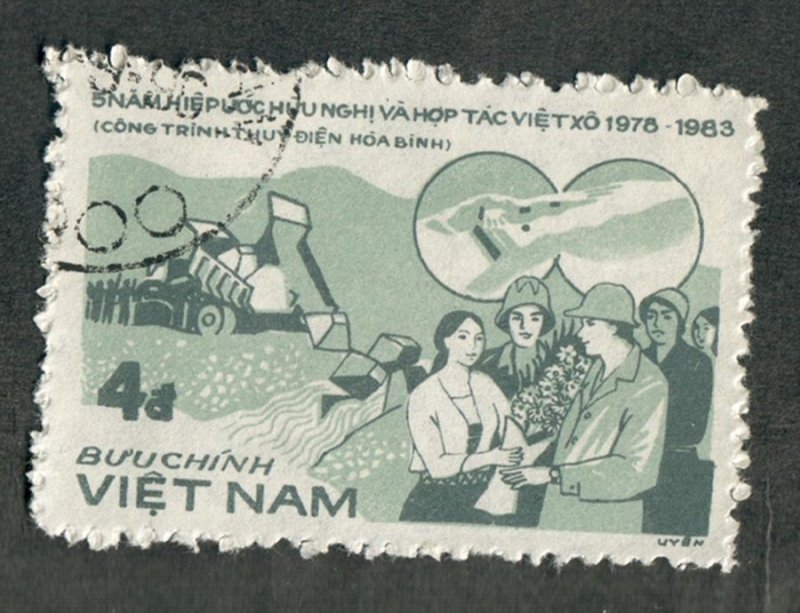 5 NĂM HIỆP ƯỚC HỮU NGHỊ VÀ HỢP TÁC VIỆT XÔ 1978 - 1983
(CÔNG TRÌNH THUỶ ĐIỆN HÒA BÌNH)
4đ
BƯU CHÍNH
VIỆT NAM
UYÊN